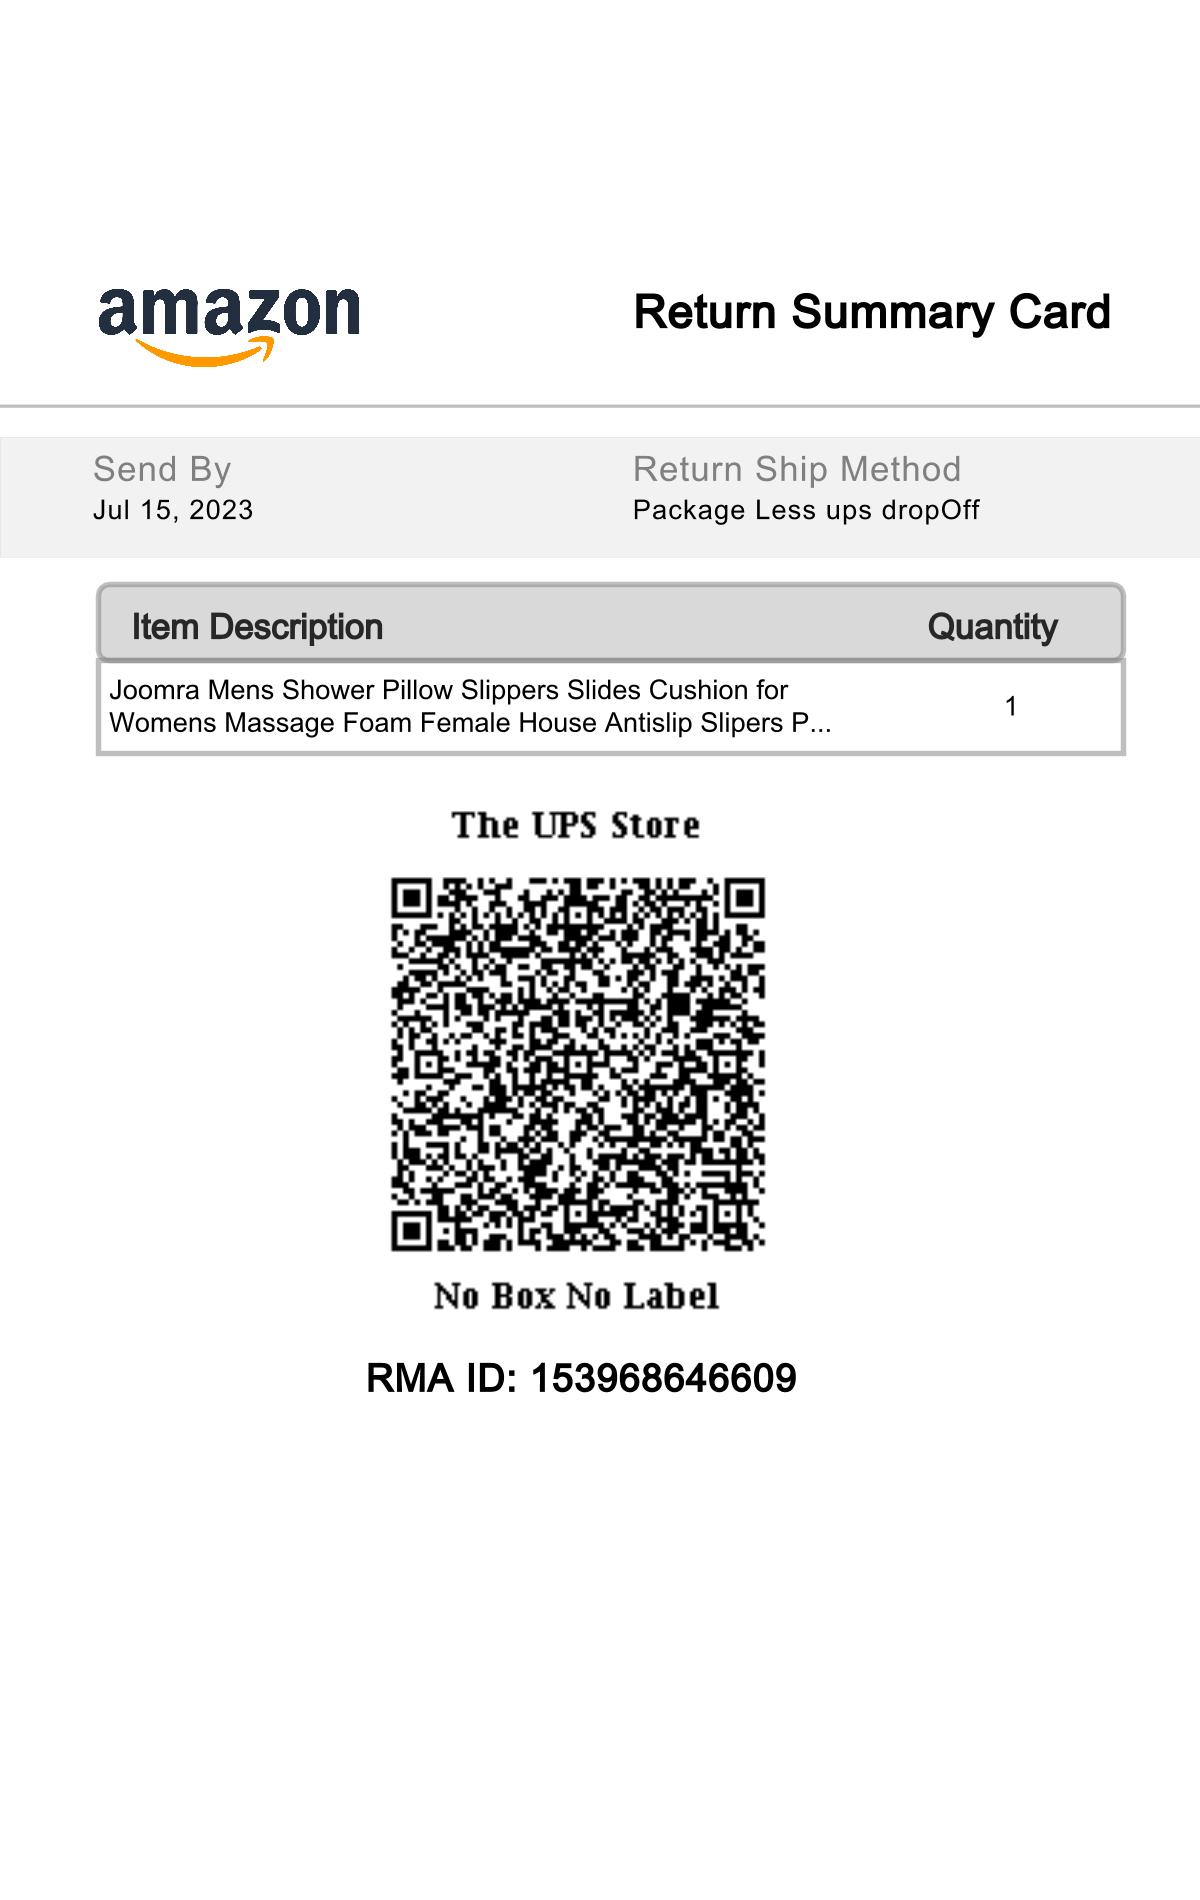 amazon
Return Summary Card
Send By
Return Ship Method
Jul 15, 2023
Package Less ups dropOff
Item Description
Quantity
Joomra Mens Shower Pillow Slippers Slides Cushion for
Womens Massage Foam Female House Antislip Slipers P...
1
The UPS Store
No Box No Label
RMA ID: 153968646609